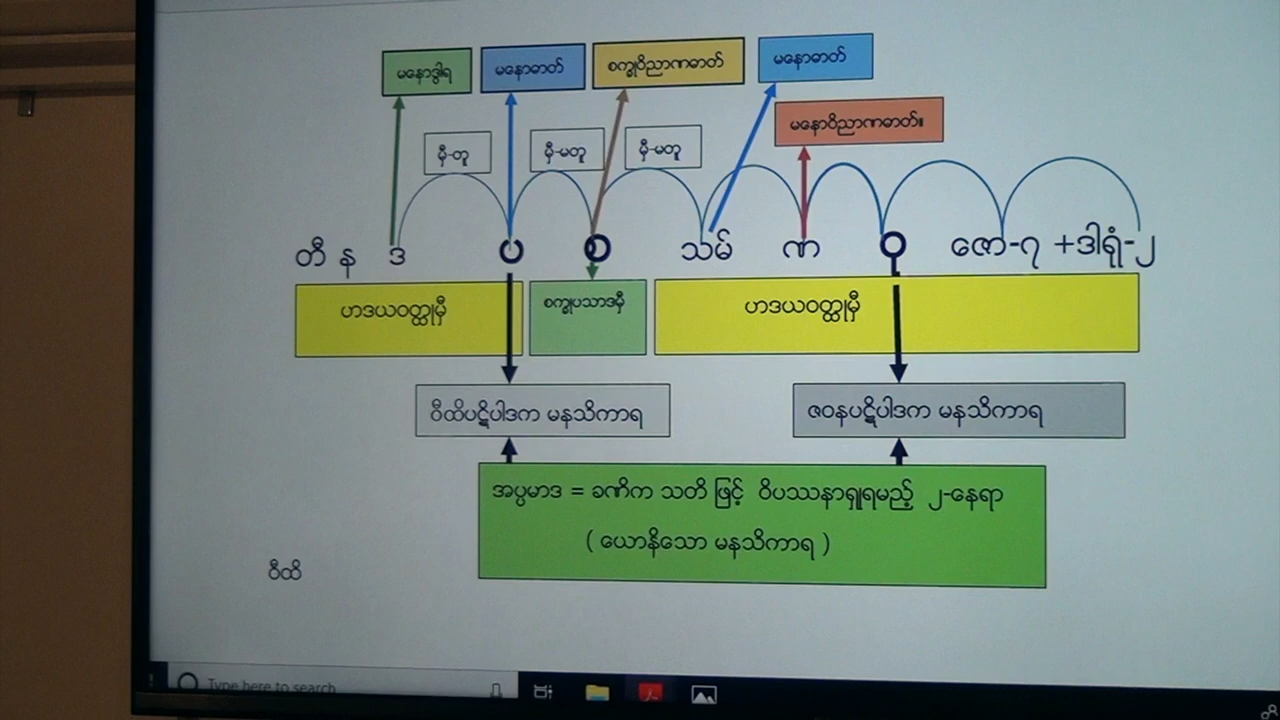 မနောဒွါရ
မနောဓာတ်
စက္ခုဝိညာဏဓာတ်
မနောဓာတ်
မနောဝိညာဏဓာတ်။
မှီ-တူ
မှီ-မတူ
မှီ-မတူ
တီ န ဒ ပ စ သမ် ဏ ဝု ဇော-၇ +ဒါရုံ-၂
ဟဒယဝတ္ထုမှီ
စက္ခုပသာဒမှီ
ဟဒယဝတ္ထုမှီ
ဝီထိပဋိပါဒက မနသိကာရ
ဇဝနပဋိပါဒက မနသိကာရ
အပ္ပမာဒ = ခဏိက သတိ ဖြင့် ဝိပဿနာရှုရမည့် ၂-နေရာ
( ယောနိသော မနသိကာရ )
ဝီထိ
Type here to search